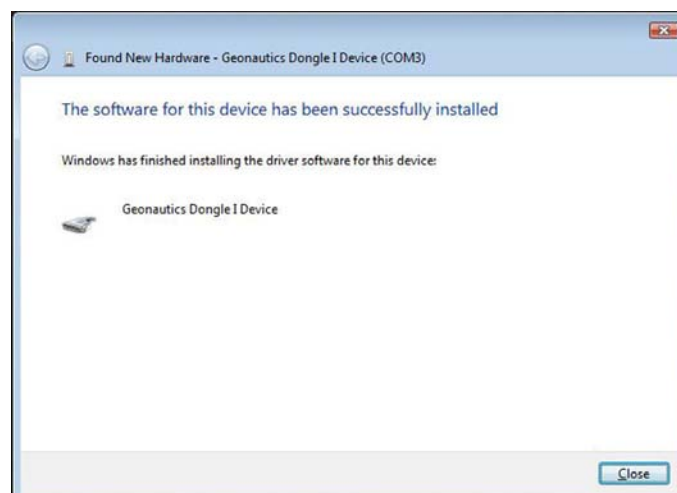 Found New Hardware - Geonautics Dongle I Device (COM3)
The software for this device has been successfully installed
Windows has finished installing the driver software for this device:
Geonautics Dongle I Device
Close